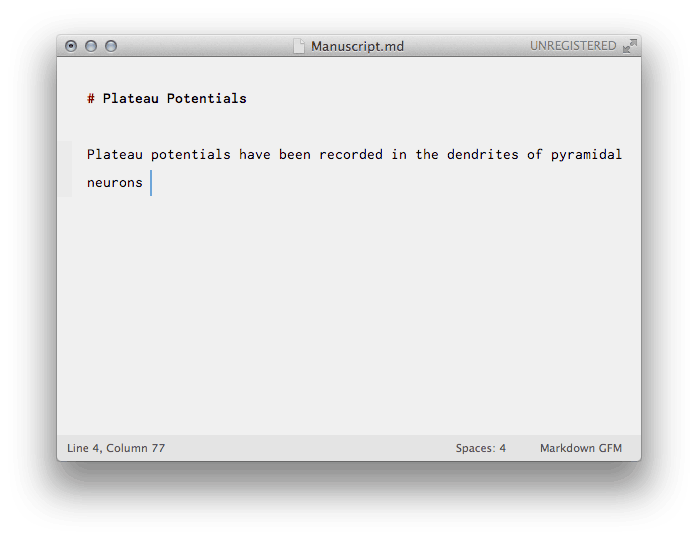 Manuscript.md UNREGISTERED
# Plateau Potentials
Plateau potentials have been recorded in the dendrites of pyramidal
neurons
Line 4, Column 77 Spaces: 4 Markdown GFM